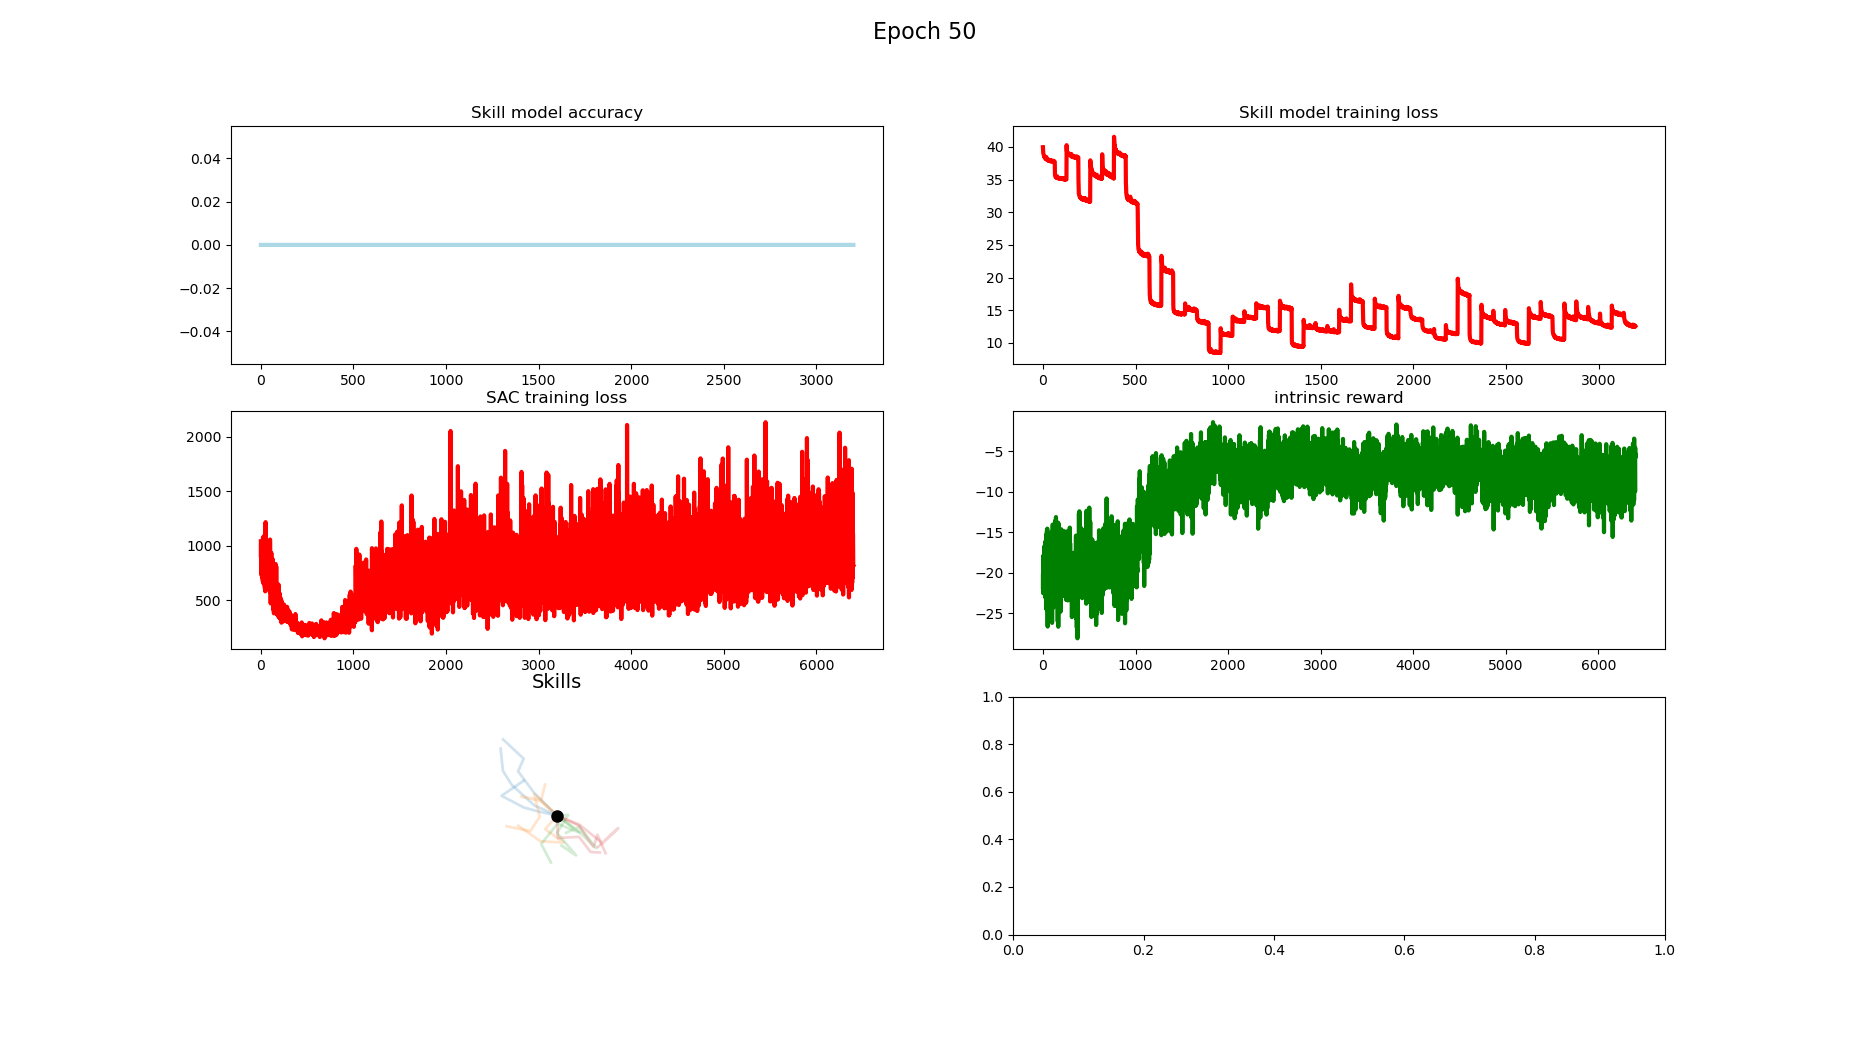 Epoch 50
Skill model accuracy
0.04
0.02
0.00
−0.02
−0.04
0 500 1000 1500 2000 2500 3000
Skill model training loss
40
35
30
25
20
15
10
0 500 1000 1500 2000 2500 3000
SAC training loss
2000
1500
1000
500
0 1000 2000 3000 4000 5000 6000
intrinsic reward
−5
−10
−15
−20
−25
0 1000 2000 3000 4000 5000 6000
Skills
1.0
0.8
0.6
0.4
0.2
0.0
0.0 0.2 0.4 0.6 0.8 1.0